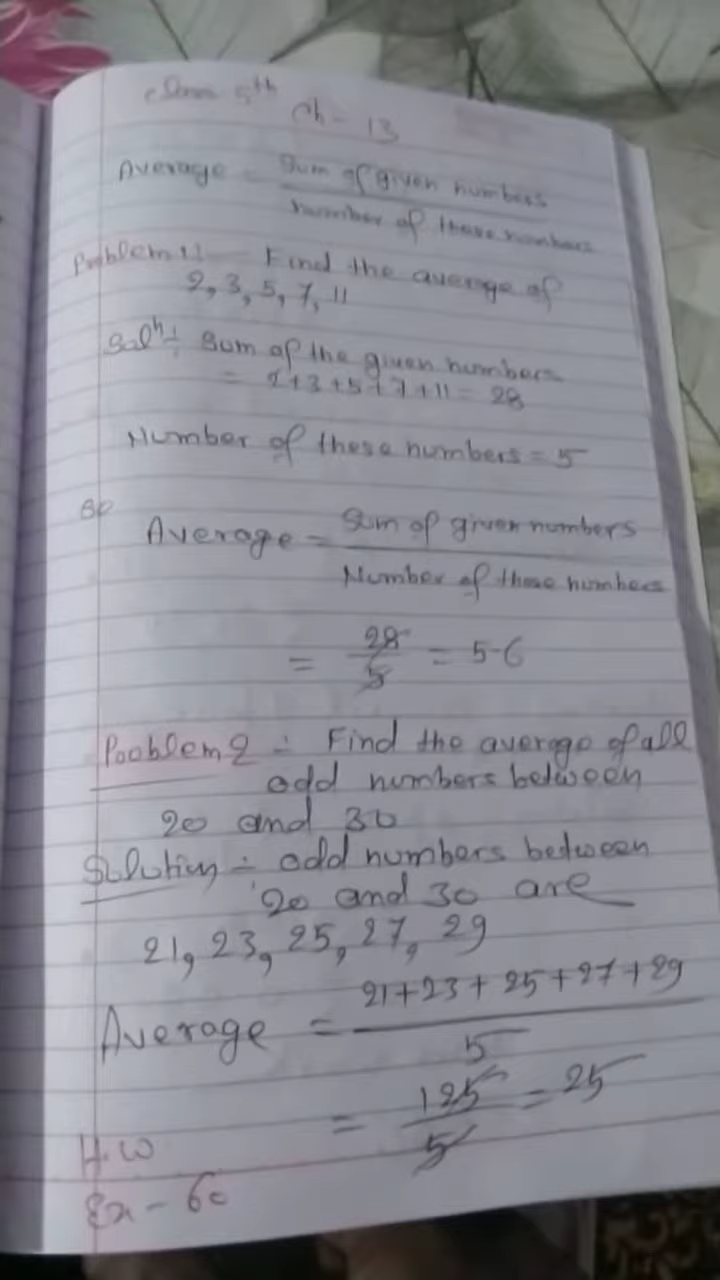 Class 5th
Ch - 13
Average = Sum of given numbers
number of these numbers
Problem 1 :- Find the average of
2, 3, 5, 7, 11
Solⁿ :- Sum of the given numbers
= 2+3+5+7+11 = 28
Number of these numbers = 5
So
Average = Sum of given numbers
Number of these numbers
= 28/5 = 5.6
Problem 2 :- Find the average of all
odd numbers between
20 and 30
Solution :- odd numbers between
20 and 30 are
21, 23, 25, 27, 29
Average = 21+23+25+27+29
5
= 125/5 = 25
H.W
Ex - 60